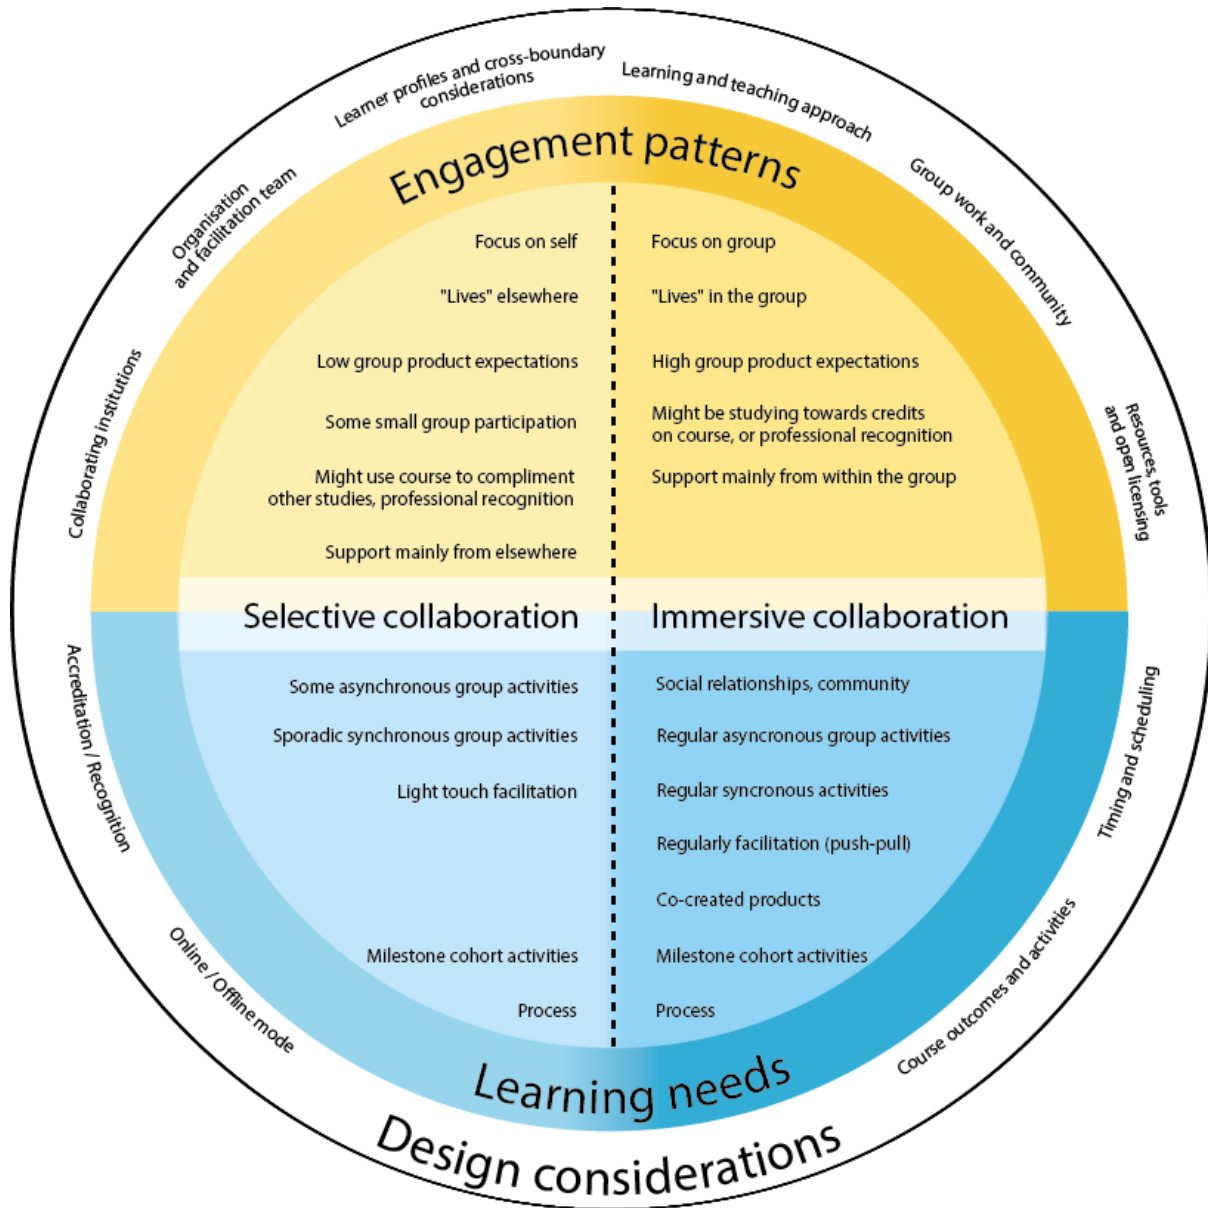 Learner profiles and cross-boundary
considerations
Learning and teaching approach
Organisation
and facilitation team
Group work and community
Collaborating institutions
Resources, tools
and open licensing
Engagement patterns
Focus on self
"Lives" elsewhere
Low group product expectations
Some small group participation
Might use course to compliment
other studies, professional recognition
Support mainly from elsewhere
Focus on group
"Lives" in the group
High group product expectations
Might be studying towards credits
on course, or professional recognition
Support mainly from within the group
Selective collaboration
Immersive collaboration
Some asynchronous group activities
Sporadic synchronous group activities
Light touch facilitation
Milestone cohort activities
Process
Social relationships, community
Regular asyncronous group activities
Regular syncronous activities
Regularly facilitation (push-pull)
Co-created products
Milestone cohort activities
Process
Accreditation / Recognition
Timing and scheduling
Online / Offline mode
Course outcomes and activities
Learning needs
Design considerations